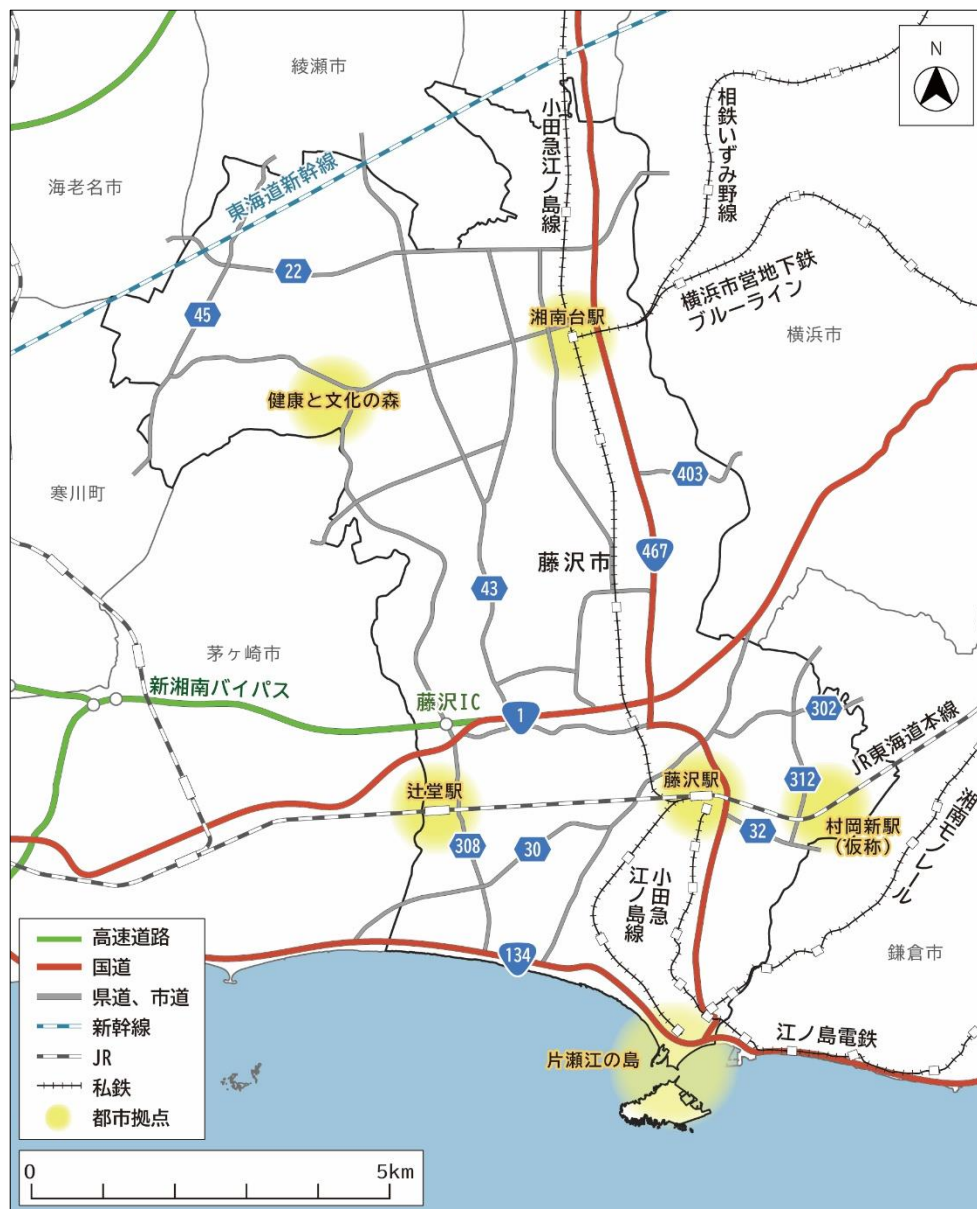 綾瀬市
N
小田急江ノ島線
相鉄いずみ野線
海老名市
東海道新幹線
22
横浜市営地下鉄
ブルーライン
45
湘南台駅
横浜市
健康と文化の森
403
寒川町
467
藤沢市
43
茅ヶ崎市
新湘南バイパス
藤沢IC
1
302
JR東海道本線
辻堂駅
藤沢駅
312
308
30
32
村岡新駅
(仮称)
湘南モノレール
小田急
江ノ島線
鎌倉市
134
江ノ島電鉄
片瀬江の島
高速道路
国道
県道、市道
新幹線
JR
私鉄
都市拠点
0
5km